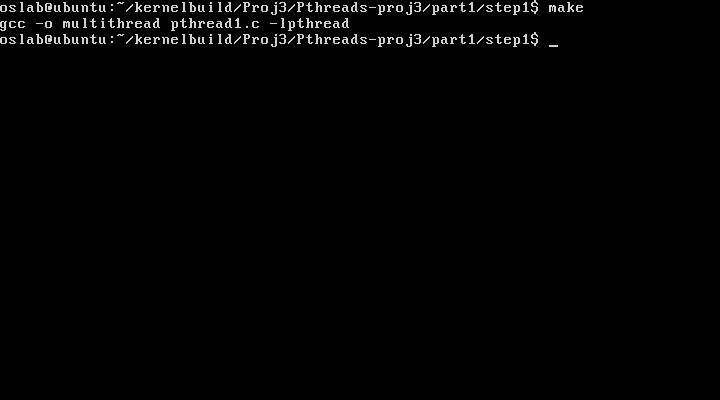 oslab@ubuntu:~/kernelbuild/Proj3/Pthreads-proj3/part1/step1$ make
gcc -o multithread pthread1.c -lpthread
oslab@ubuntu:~/kernelbuild/Proj3/Pthreads-proj3/part1/step1$ _